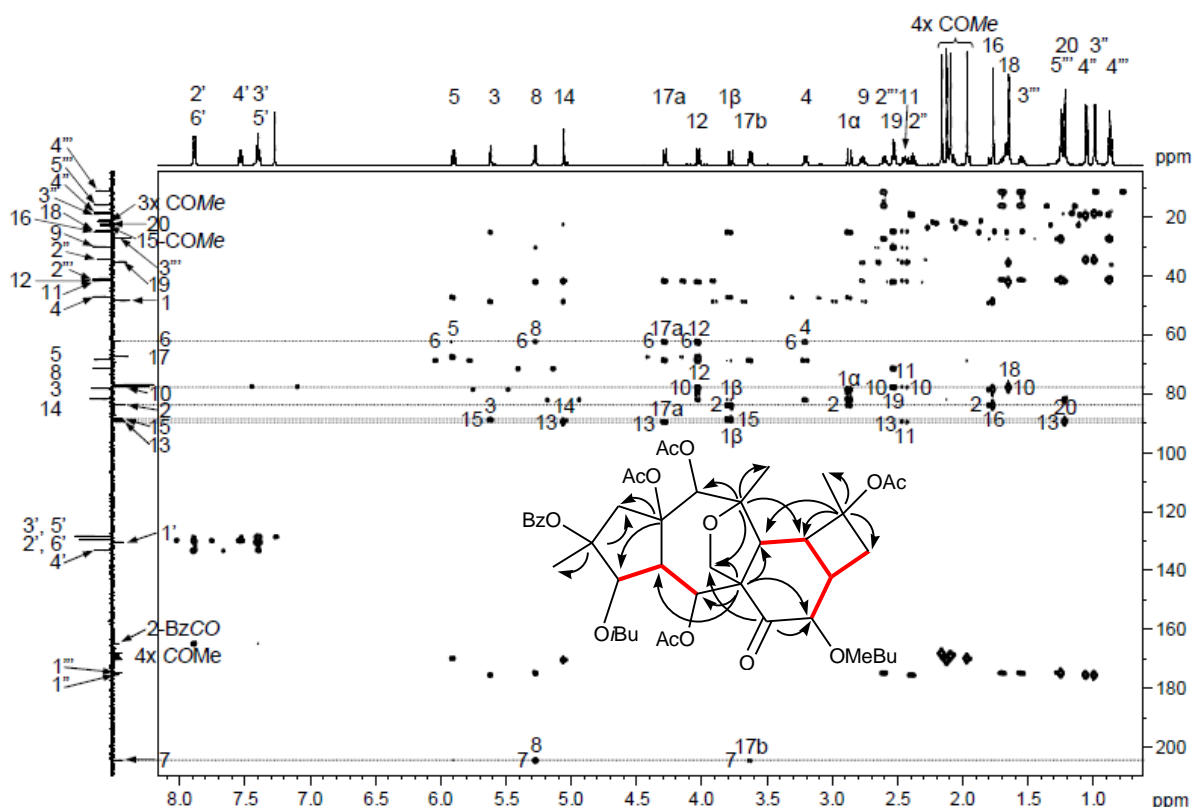 4x COMe
16 20 3''
18 5''' 4'' 4'''
2' 4' 3' 5 3 8 14 17a 1β 4 9 2''' 11 3'''
6' 5' 12 17b 1α 19 2''
ppm
4'''
5'''
4''
3''
18
16
9
2''
2'''
12
11
4
3x COMe
20
15-COMe
3'''
19
1
20
40
60
80
100
120
140
160
180
200
6
5 8 17a 12 4
6 6 6 6 6
5
17
8
3
10
14
2
15
13
12 1α 11 18
10 1β 10 19 10 10
2 2 2 16
3 14 17a 15 20
15 13 13 1β 13 11 13
AcO
AcO
OAc
BzO
O
OiBu
AcO
O
OMeBu
3', 5'
2', 6'
4'
1'
2-BzCO
4x COMe
1'''
1''
8 17b
7 7 7
8.0 7.5 7.0 6.5 6.0 5.5 5.0 4.5 4.0 3.5 3.0 2.5 2.0 1.5 1.0 ppm